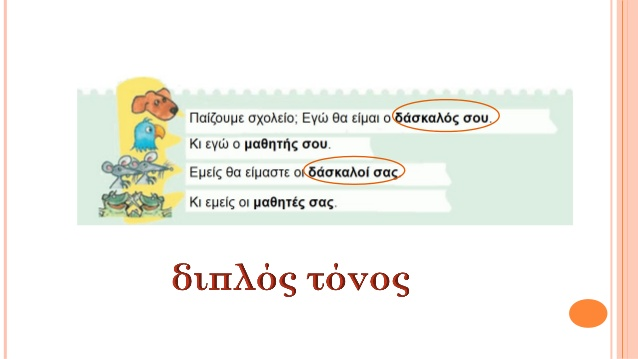 Παίζουμε σχολείο; Εγώ θα είμαι ο δάσκαλός σου.
Κι εγώ ο μαθητής σου.
Εμείς θα είμαστε οι δάσκαλοί σας
Κι εμείς οι μαθητές σας.
διπλός τόνος